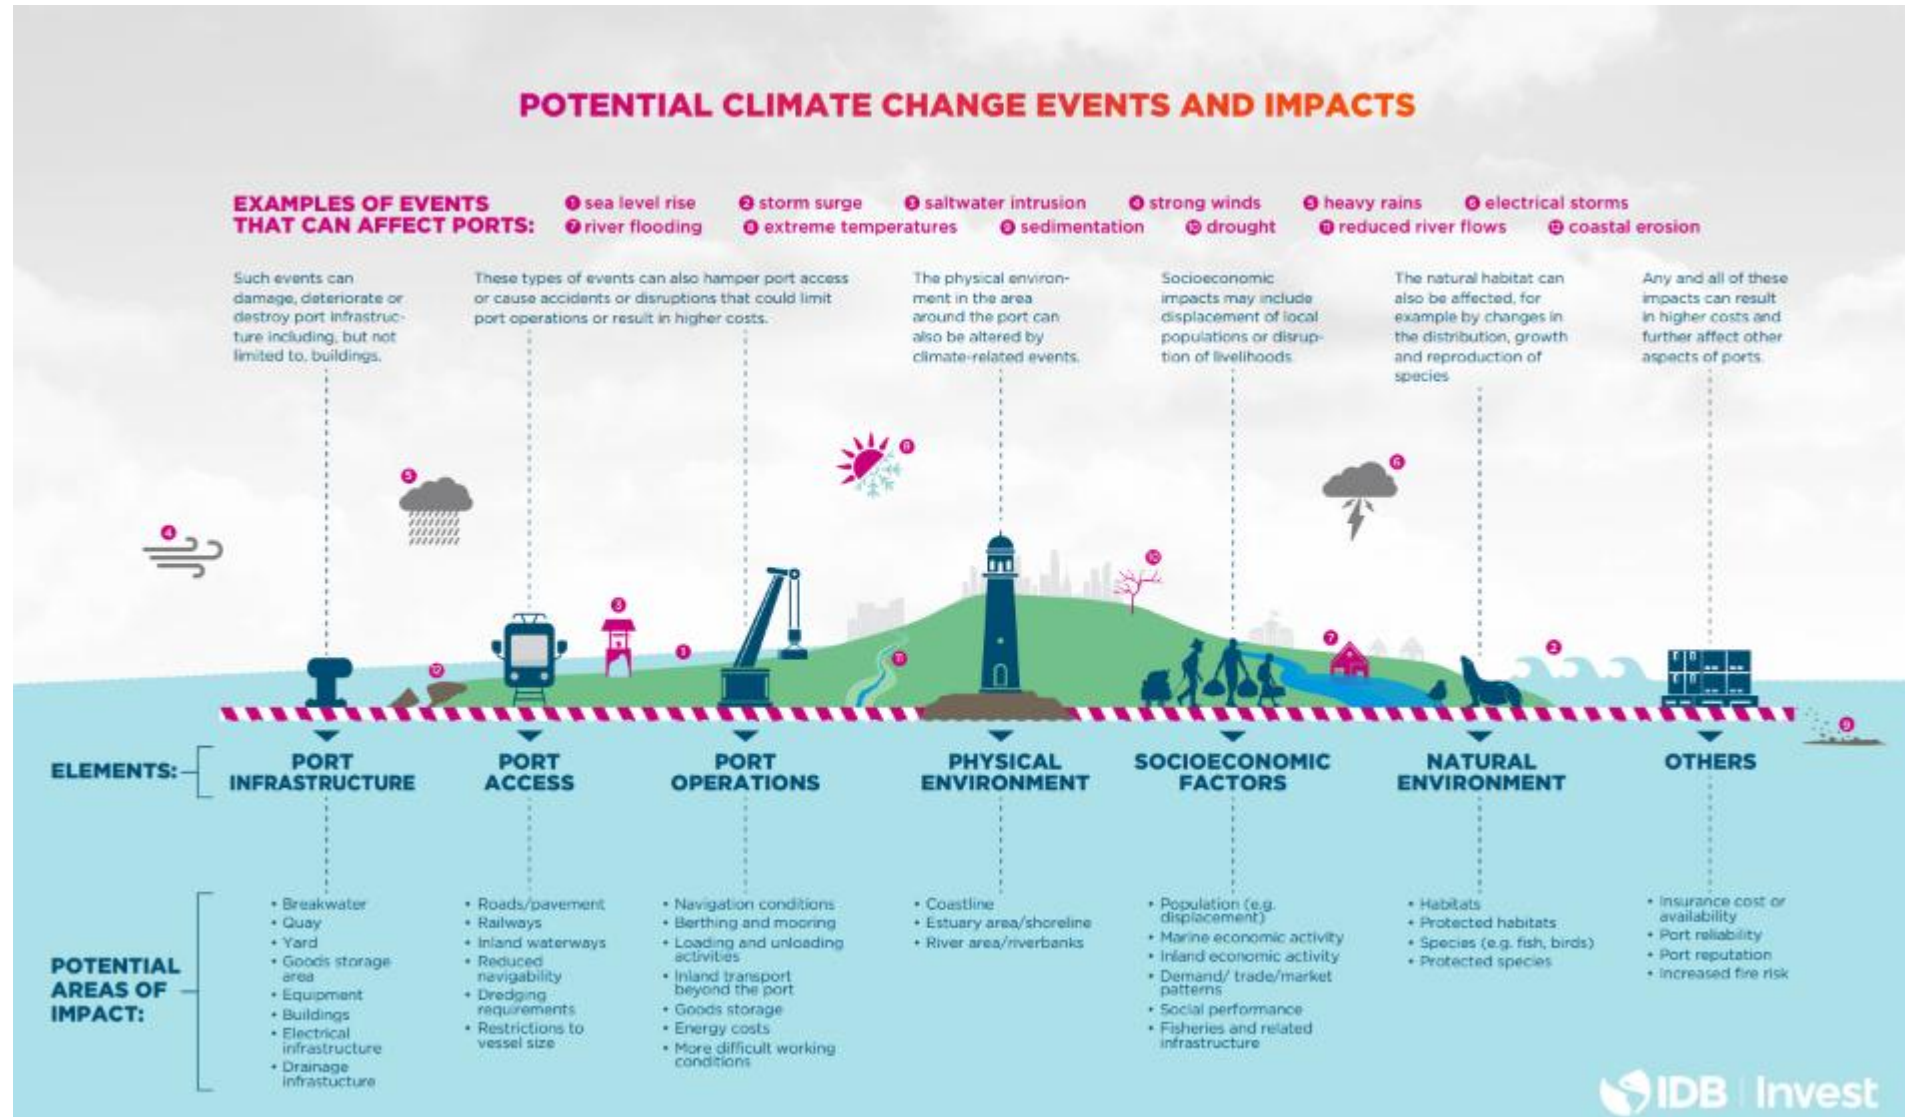 POTENTIAL CLIMATE CHANGE EVENTS AND IMPACTS
EXAMPLES OF EVENTS
THAT CAN AFFECT PORTS:
1 sea level rise 2 storm surge 3 saltwater intrusion 4 strong winds 5 heavy rains 6 electrical storms
7 river flooding 8 extreme temperatures 9 sedimentation 10 drought 11 reduced river flows 12 coastal erosion
Such events can
damage, deteriorate or
destroy port infrastruc-
ture including, but not
limited to, buildings.
These types of events can also hamper port access
or cause accidents or disruptions that could limit
port operations or result in higher costs.
The physical environ-
ment in the area
around the port can
also be altered by
climate-related events.
Socioeconomic
impacts may include
displacement of local
populations or disrup-
tion of livelihoods
The natural habitat can
also be affected, for
example by changes in
the distribution, growth
and reproduction of
species
Any and all of these
impacts can result
in higher costs and
further affect other
aspects of ports.
8
5
6
4
10
3
7
1
2
11
12
9
ELEMENTS:
PORT
INFRASTRUCTURE
PORT
ACCESS
PORT
OPERATIONS
PHYSICAL
ENVIRONMENT
SOCIOECONOMIC
FACTORS
NATURAL
ENVIRONMENT
OTHERS
POTENTIAL
AREAS OF
IMPACT:
• Breakwater
• Quay
• Yard
• Goods storage
area
• Equipment
• Buildings
• Electrical
infrastructure
• Drainage
infrastucture
• Roads/pavement
• Railways
• Inland waterways
• Reduced
navigability
• Dredging
requirements
• Restrictions to
vessel size
• Navigation conditions
• Berthing and mooring
• Loading and unloading
activities
• Inland transport
beyond the port
• Goods storage
• Energy costs
• More difficult working
conditions
• Coastline
• Estuary area/shoreline
• River area/riverbanks
• Population (e.g.
displacement)
• Marine economic activity
• Inland economic activity
• Demand/ trade/market
patterns
• Social performance
• Fisheries and related
infrastructure
• Habitats
• Protected habitats
• Species (e.g. fish, birds)
• Protected species
• Insurance cost or
availability
• Port reliability
• Port reputation
• Increased fire risk
IDB | Invest